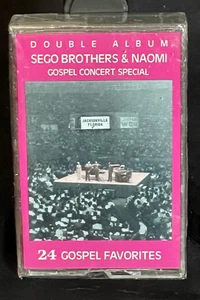 DOUBLE ALBUM
SEGO BROTHERS & NAOMI
GOSPEL CONCERT SPECIAL
JACKSONVILLE
FLORIDA
24 GOSPEL FAVORITES